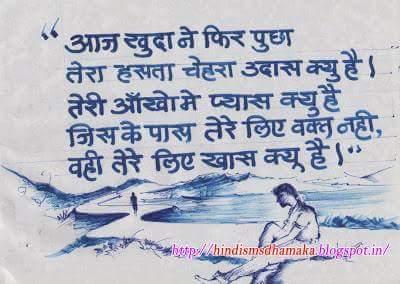 “ आज खुदा ने फिर पुछा
तेरा हसता चेहरा उदास क्यु है।
तेरी आँखो मे प्यास क्यु है
जिस के पास तेरे लिए वक्त नही,
वही तेरे लिए खास क्यू है।”
http://hindismsdhamaka.blogspot.in/